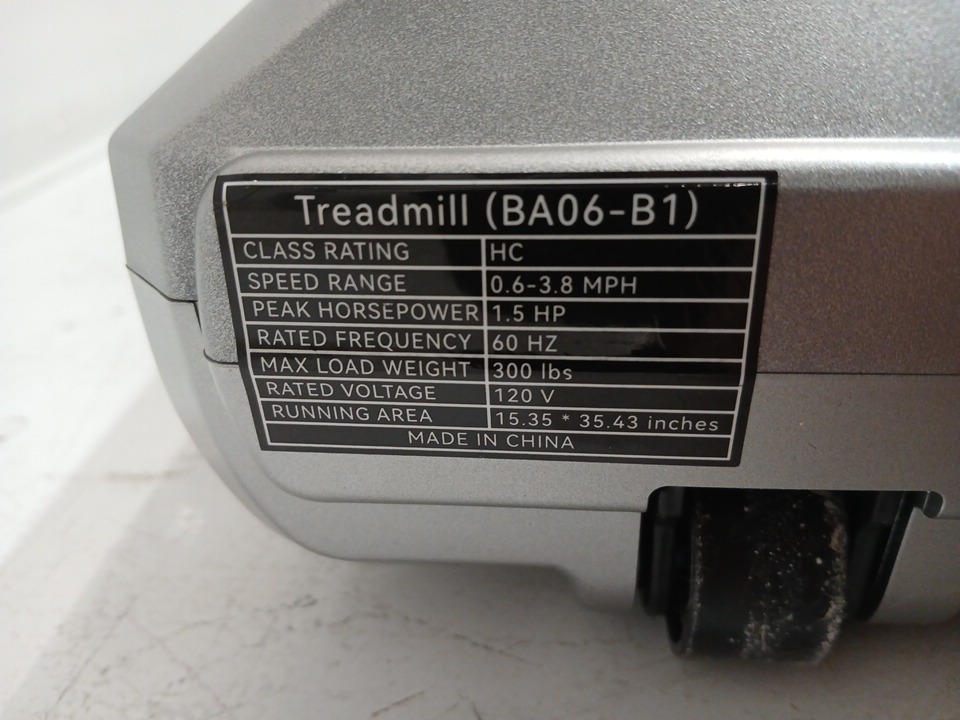 Treadmill (BA06-B1)
CLASS RATING HC
SPEED RANGE 0.6-3.8 MPH
PEAK HORSEPOWER 1.5 HP
RATED FREQUENCY 60 HZ
MAX LOAD WEIGHT 300 lbs
RATED VOLTAGE 120 V
RUNNING AREA 15.35 * 35.43 inches
MADE IN CHINA